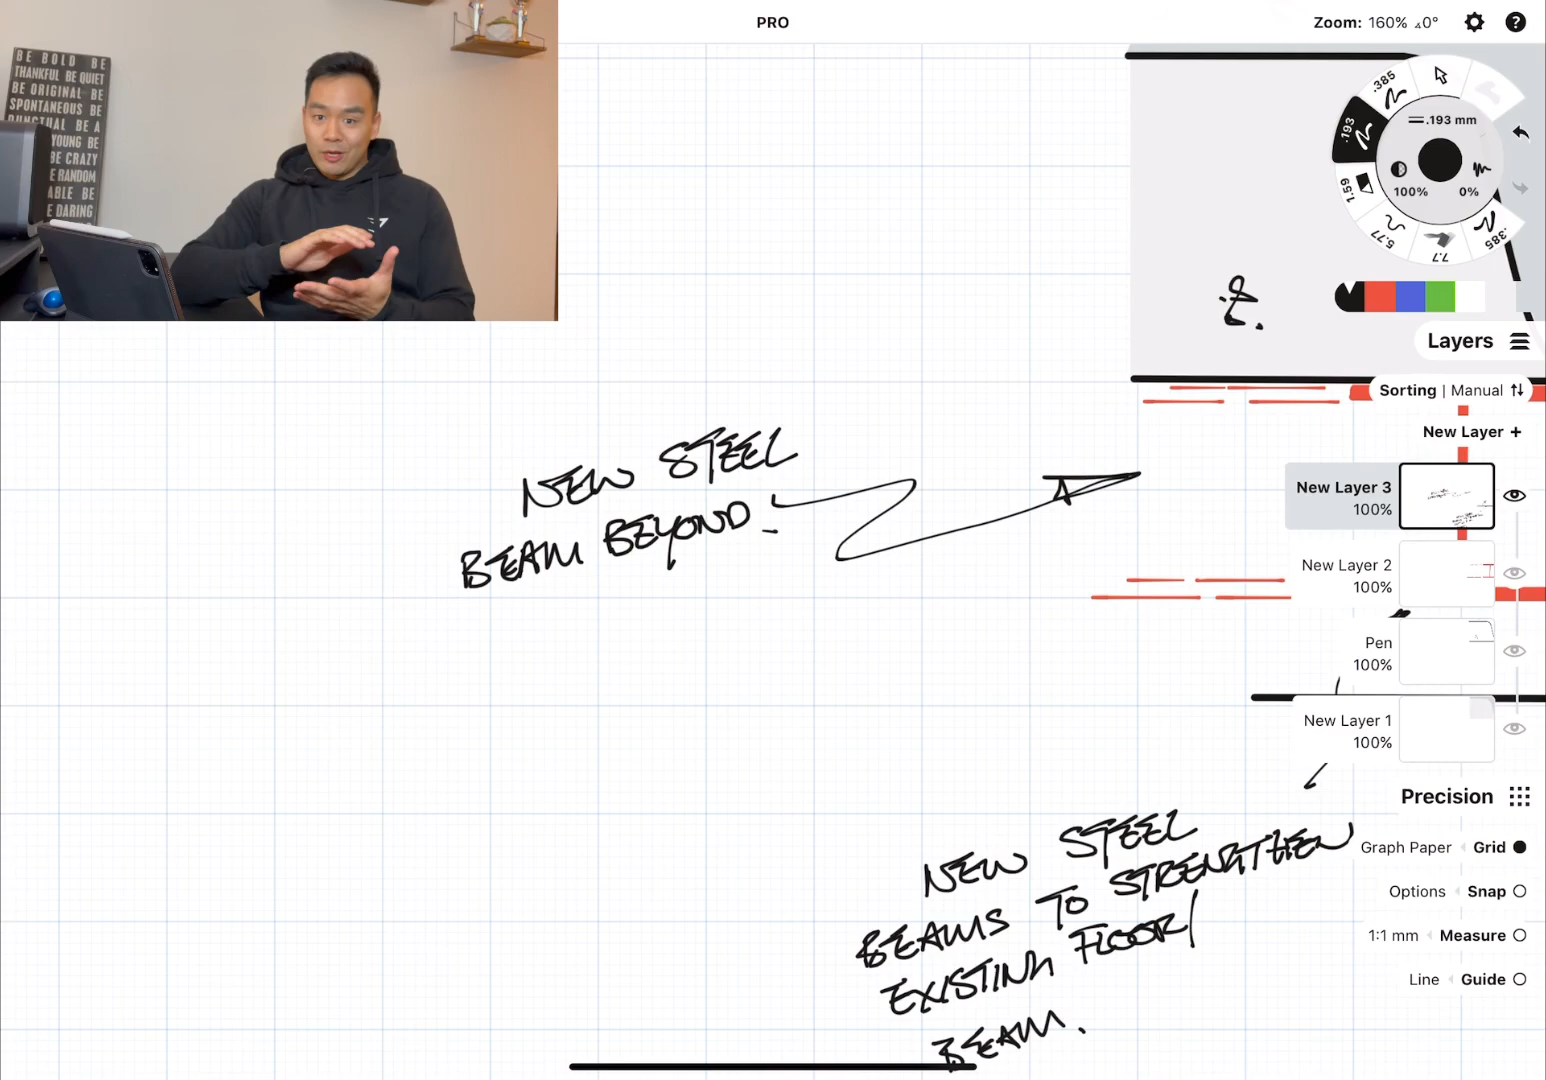 BE BOLD BE
THANKFUL BE QUIET
BE ORIGINAL BE
SPONTANEOUS BE
PUNCTUAL BE A
YOUNG BE
BE CRAZY
E RANDOM
ABLE BE
E DARING
PRO
Zoom: 160% ⊿0°
?
.385
.193
=.193 mm
100%
0%
1.59
5.77
7.7
.385
Layers
Sorting | Manual
New Layer +
New Layer 3
100%
New Layer 2
100%
Pen
100%
New Layer 1
100%
Precision
Graph Paper Grid
Options Snap
1:1 mm Measure
Line Guide
NEW STEEL
BEAM BEYOND.
NEW STEEL
BEAMS TO STRENGTHEN
EXISTING FLOOR/
BEAM.